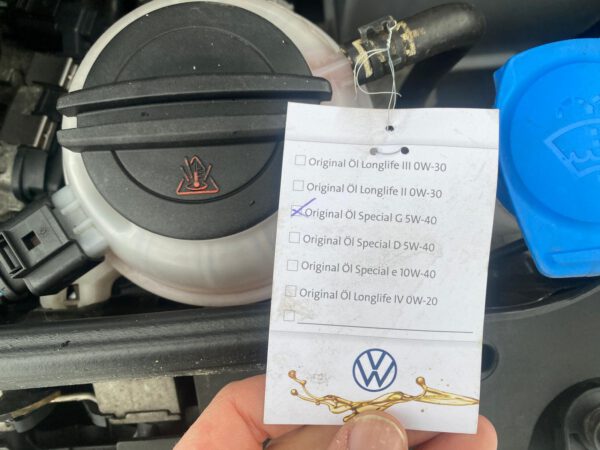 Original Öl Longlife III 0W-30
Original Öl Longlife II 0W-30
Original Öl Special G 5W-40
Original Öl Special D 5W-40
Original Öl Special e 10W-40
Original Öl Longlife IV 0W-20